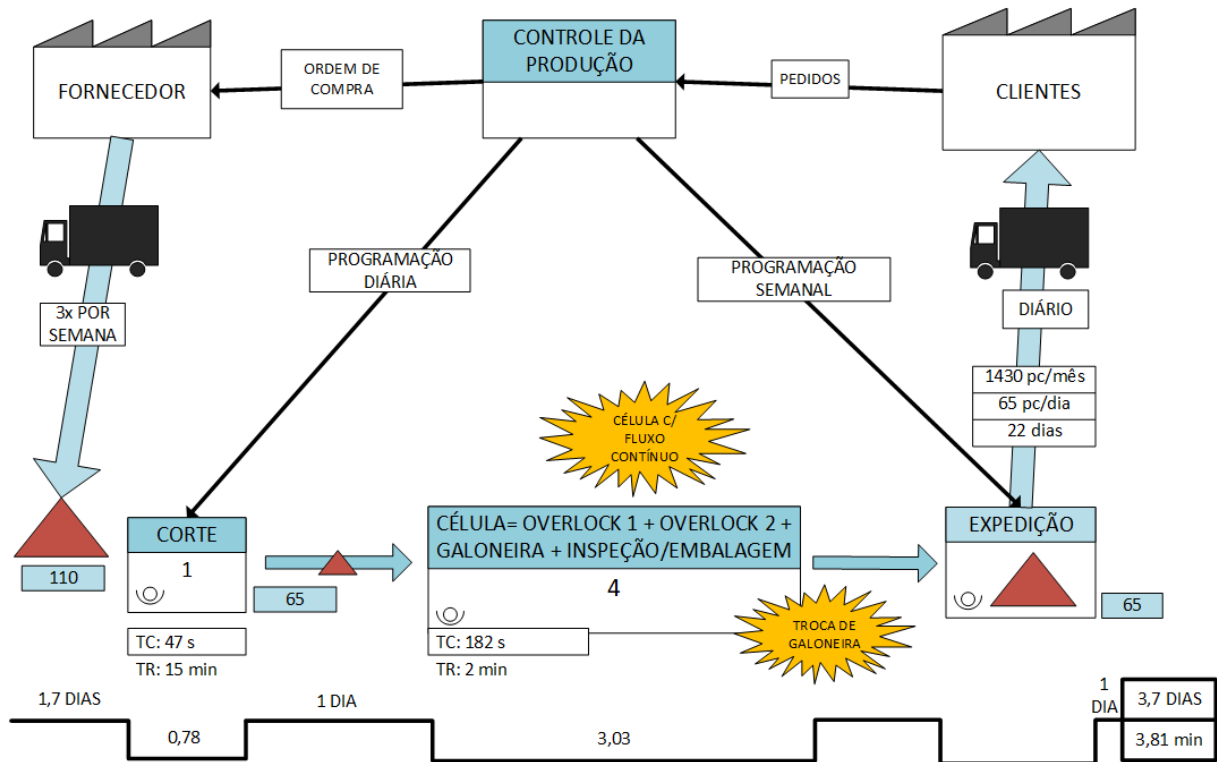 FORNECEDOR
ORDEM DE
COMPRA
CONTROLE DA
PRODUÇÃO
PEDIDOS
CLIENTES
3x POR
SEMANA
PROGRAMAÇÃO
DIÁRIA
PROGRAMAÇÃO
SEMANAL
DIÁRIO
1430 pc/mês
65 pc/dia
22 dias
CÉLULA C/
FLUXO
CONTÍNUO
110
CORTE
1
65
CÉLULA= OVERLOCK 1 + OVERLOCK 2 +
GALONEIRA + INSPEÇÃO/EMBALAGEM
4
EXPEDIÇÃO
65
TC: 47 s
TR: 15 min
TC: 182 s
TR: 2 min
TROCA DE
GALONEIRA
1,7 DIAS
0,78
1 DIA
3,03
1
DIA
3,7 DIAS
3,81 min